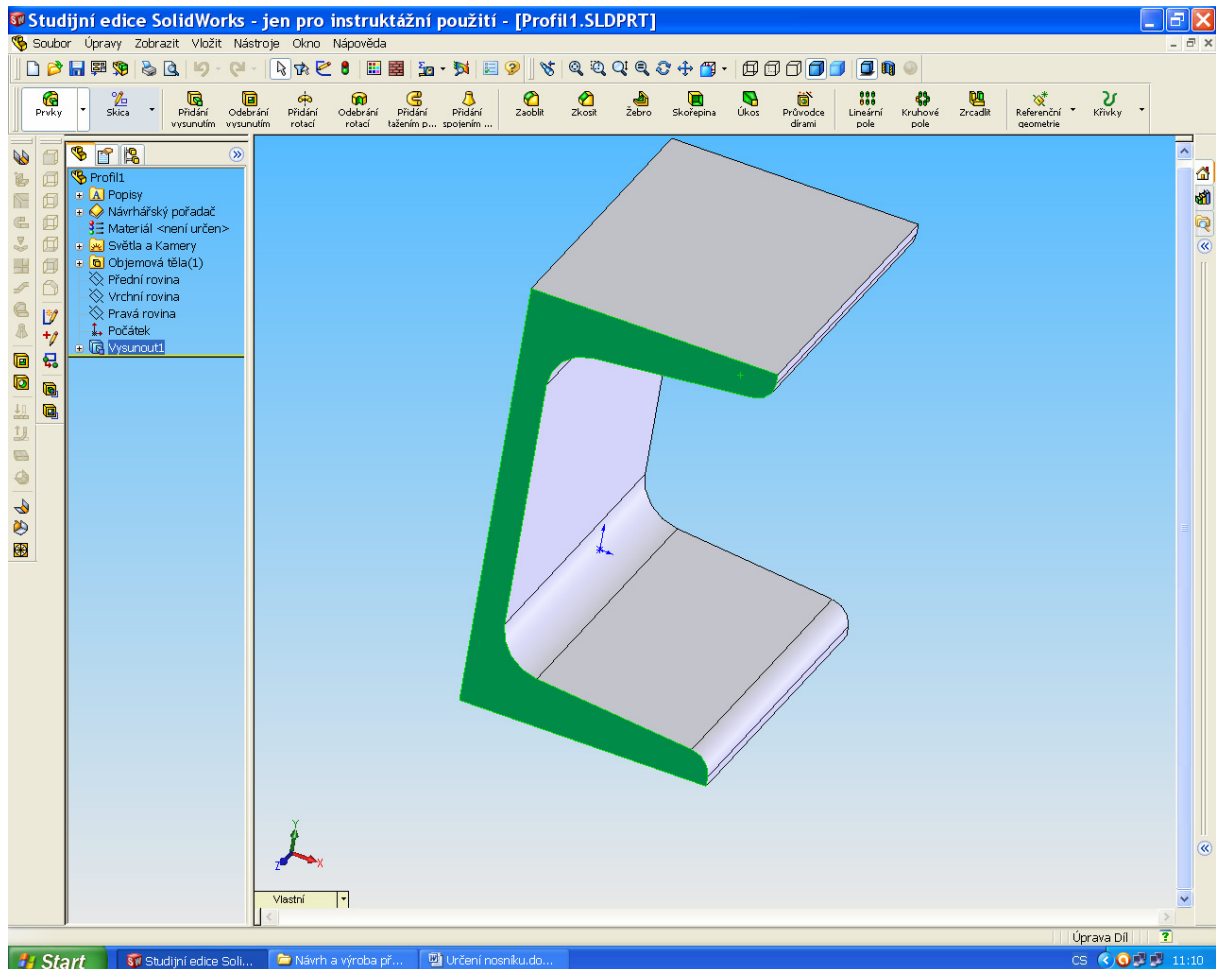 Studijní edice SolidWorks - jen pro instruktážní použití - [Profil1.SLDPRT]
Soubor Úpravy Zobrazit Vložit Nástroje Okno Nápověda
Prvky Skica Přidání vysunutím Odebrání vysunutím Přidání rotací Odebrání rotací Přidání tažením p... Přidání spojením ... Zaoblit Zkosit Žebro Skořepina Úkos Průvodce dírami Lineární pole Kruhové pole Zrcadlit Referenční geometrie Křivky
Profil1
Popisy
Návrhářský pořadač
Materiál <není určen>
Světla a Kamery
Objemová těla(1)
Přední rovina
Vrchní rovina
Pravá rovina
Počátek
Vysunout1
Y
Z X
Vlastní
Úprava Díl
Start Studijní edice Soli... Návrh a výroba př... Určení nosníku.do... CS 11:10